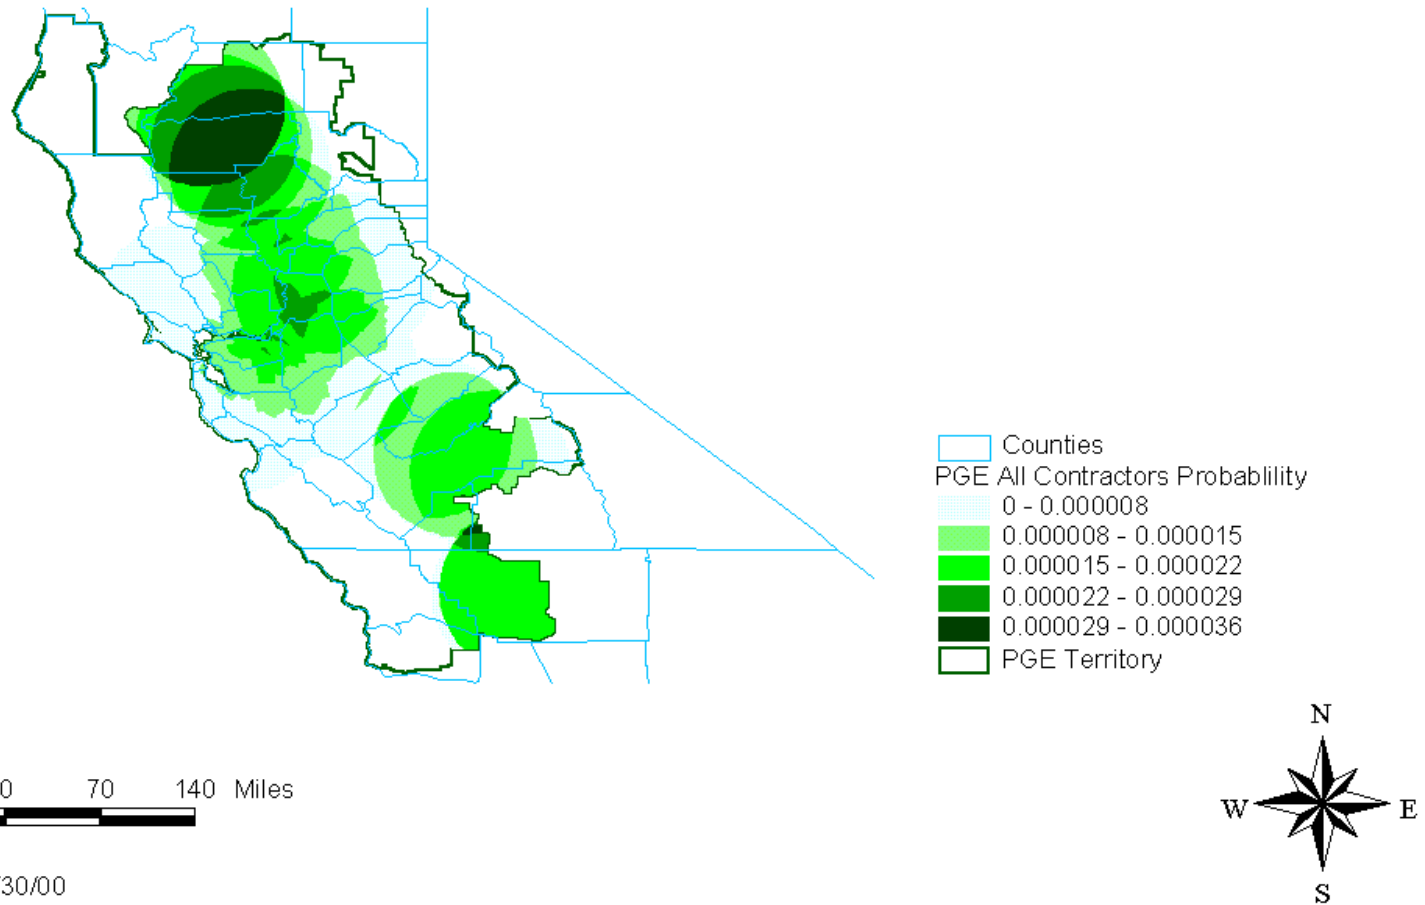 Counties
PGE All Contractors Probablility
0 - 0.000008
0.000008 - 0.000015
0.000015 - 0.000022
0.000022 - 0.000029
0.000029 - 0.000036
PGE Territory
N
W E
S
0 70 140 Miles
/30/00